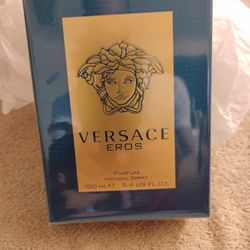 VERSACE
EROS
PARFUM
NATURAL SPRAY
100 ml ℮ 3.4 US FL.OZ.